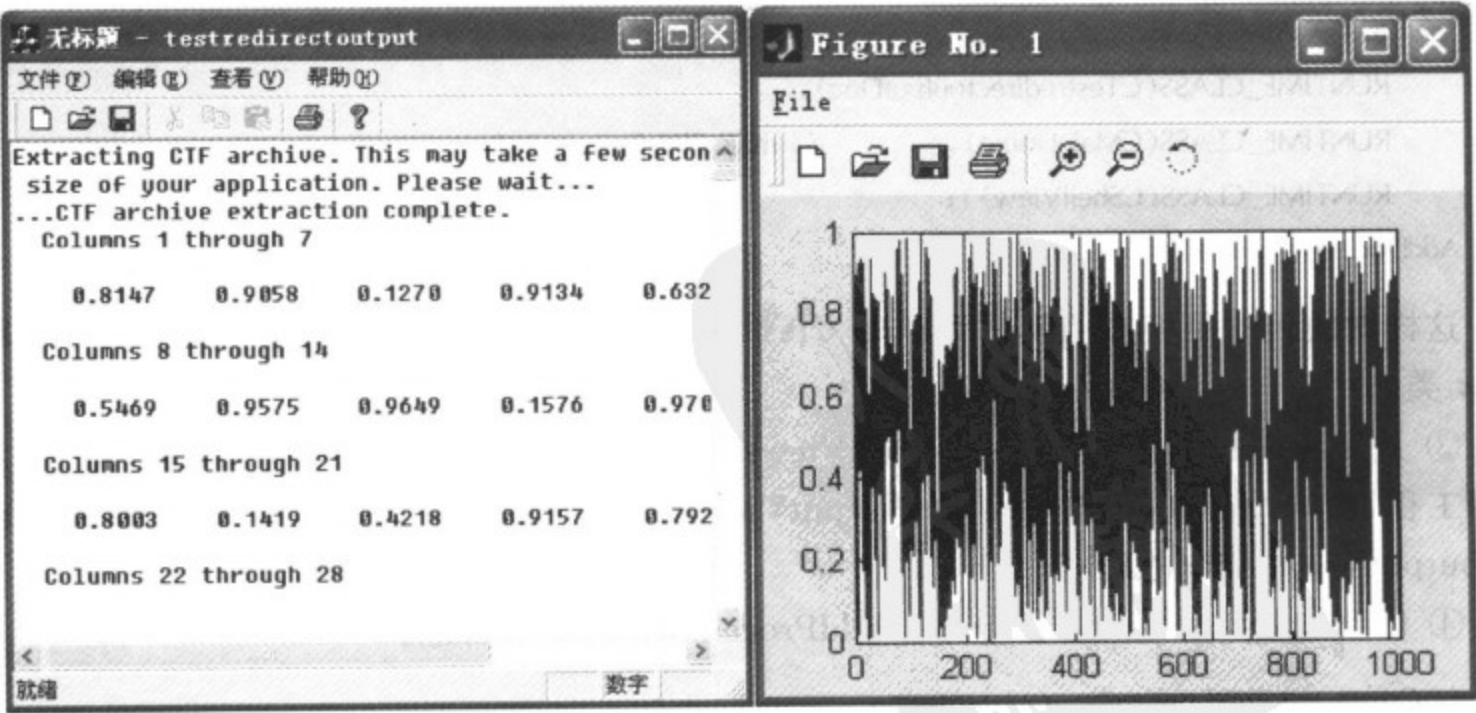 无标题 - testredirectoutput
文件(F) 编辑(E) 查看(V) 帮助(H)
Extracting CTF archive. This may take a few secon
size of your application. Please wait...
...CTF archive extraction complete.
Columns 1 through 7
0.8147 0.9058 0.1270 0.9134 0.632
Columns 8 through 14
0.5469 0.9575 0.9649 0.1576 0.970
Columns 15 through 21
0.8003 0.1419 0.4218 0.9157 0.792
Columns 22 through 28
就绪 数字
Figure No. 1
File
1
0.8
0.6
0.4
0.2
0
0 200 400 600 800 1000